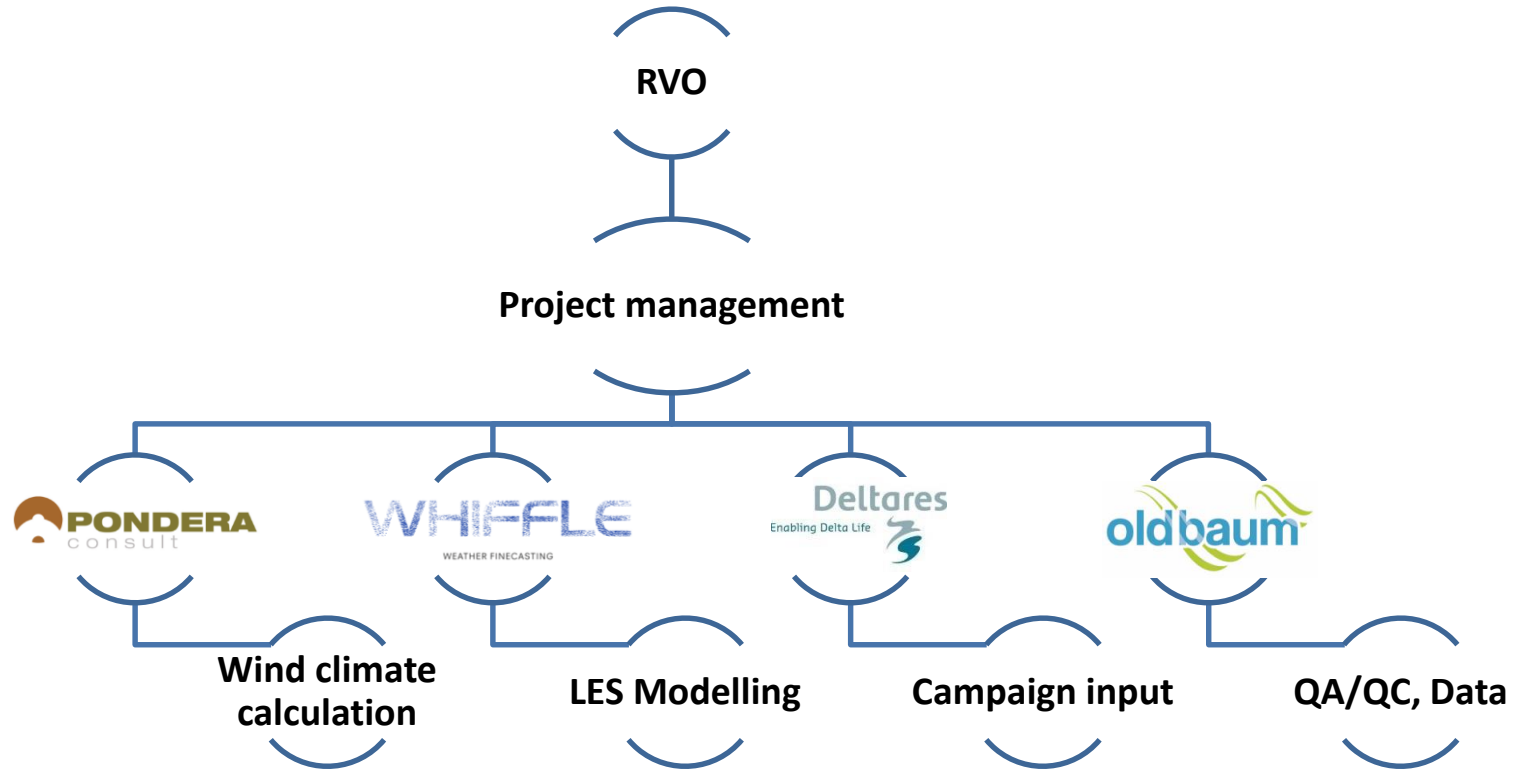 RVO
Project management
PONDERA
consult
WHIFFLE
WEATHER FINECASTING
Deltares
Enabling Delta Life
oldbaum
Wind climate
calculation
LES Modelling
Campaign input
QA/QC, Data